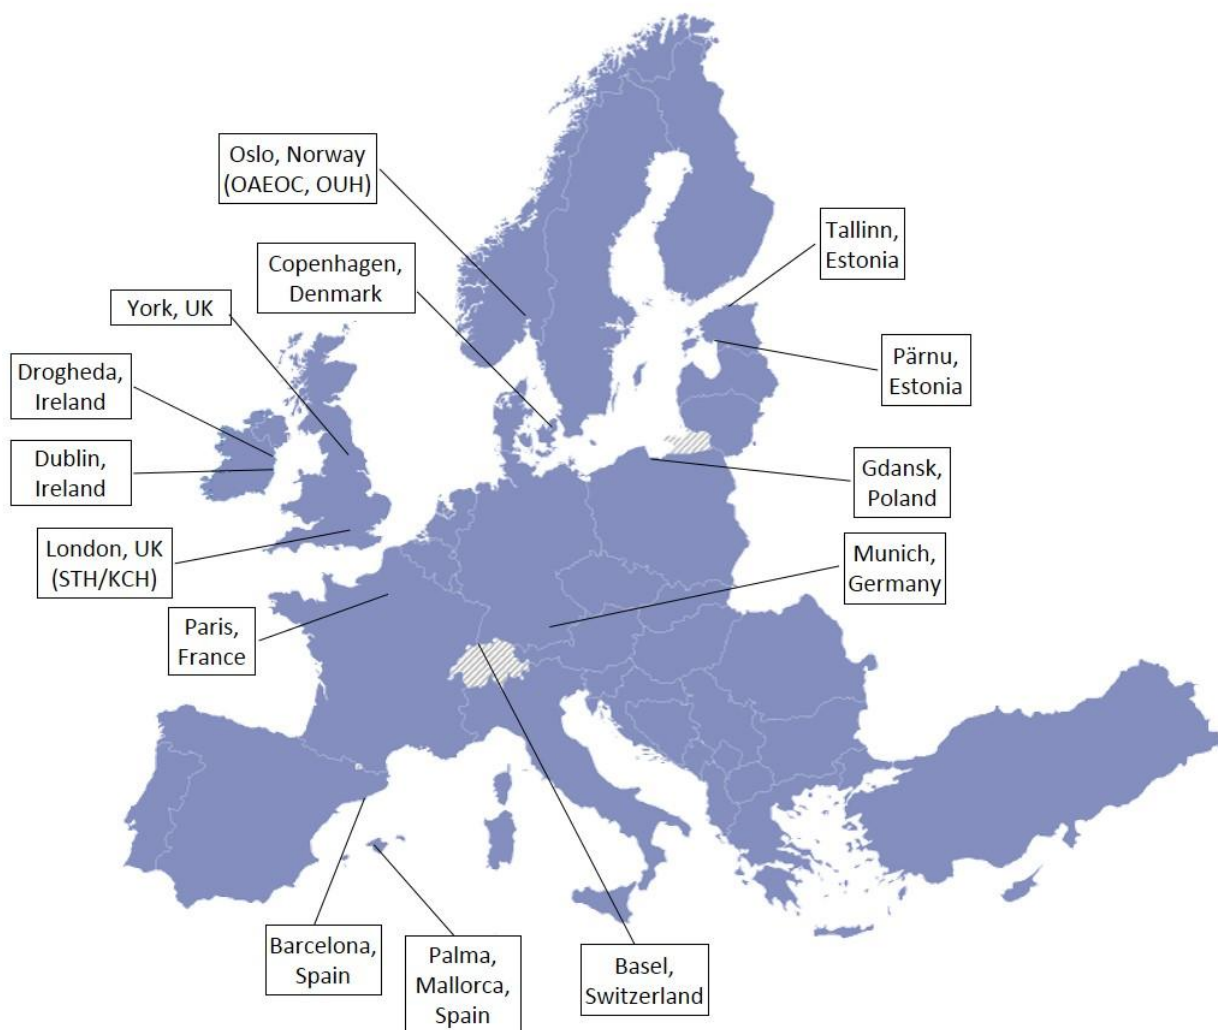 Oslo, Norway
(OAEOC, OUH)
Copenhagen,
Denmark
York, UK
Drogheda,
Ireland
Dublin,
Ireland
London, UK
(STH/KCH)
Paris,
France
Tallinn,
Estonia
Pärnu,
Estonia
Gdansk,
Poland
Munich,
Germany
Barcelona,
Spain
Palma,
Mallorca,
Spain
Basel,
Switzerland